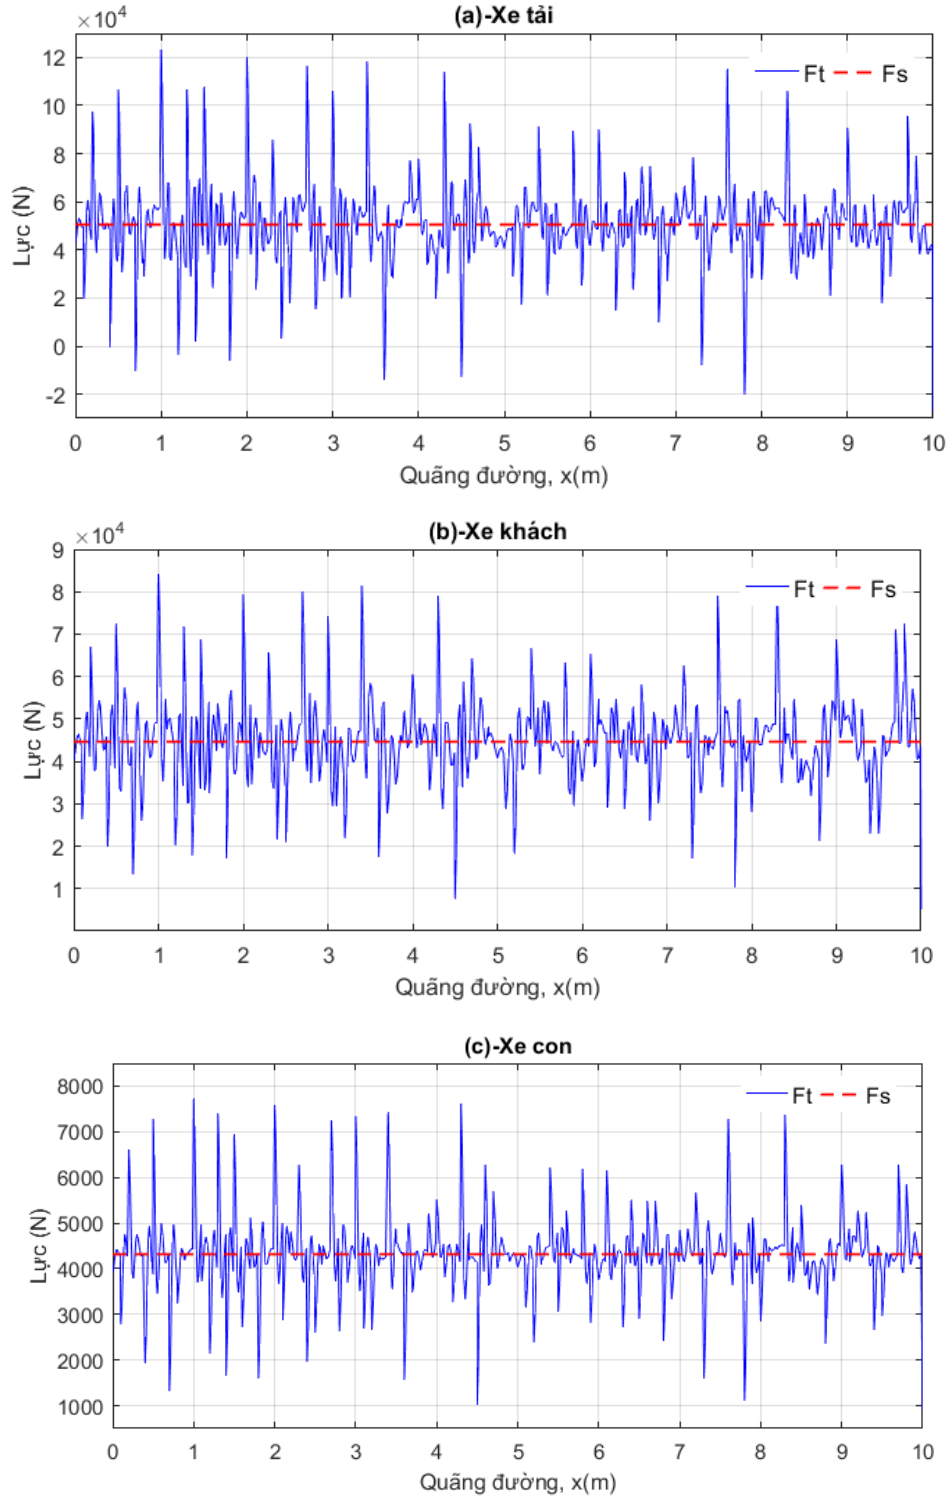 (a)-Xe tải
×10⁴
12
10
8
6
4
2
0
-2
Lực (N)
Ft Fs
0 1 2 3 4 5 6 7 8 9 10
Quãng đường, x(m)
(b)-Xe khách
×10⁴
9
8
7
6
5
4
3
2
1
Lực (N)
Ft Fs
0 1 2 3 4 5 6 7 8 9 10
Quãng đường, x(m)
(c)-Xe con
8000
7000
6000
5000
4000
3000
2000
1000
Lực (N)
Ft Fs
0 1 2 3 4 5 6 7 8 9 10
Quãng đường, x(m)